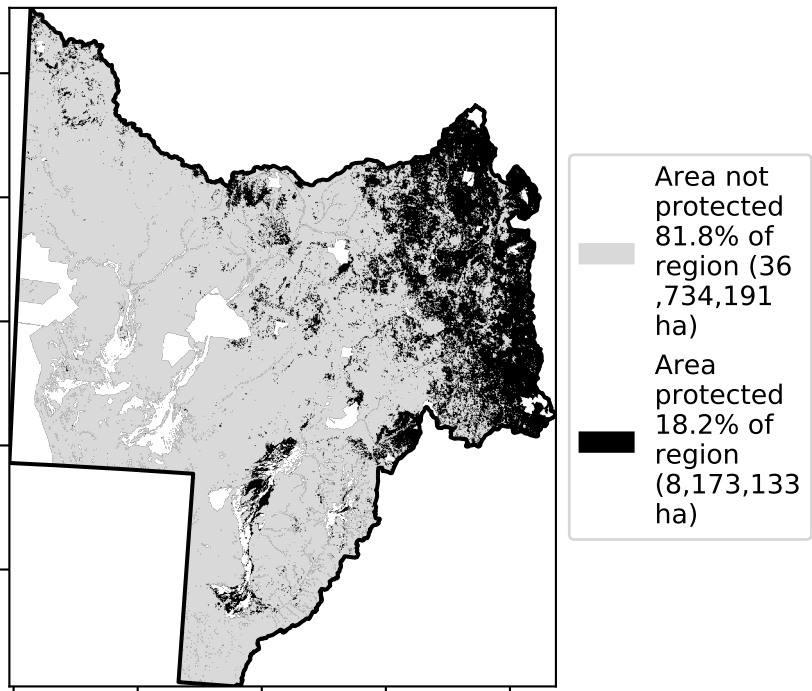 Area not
protected
81.8% of
region (36
,734,191
ha)
Area
protected
18.2% of
region
(8,173,133
ha)